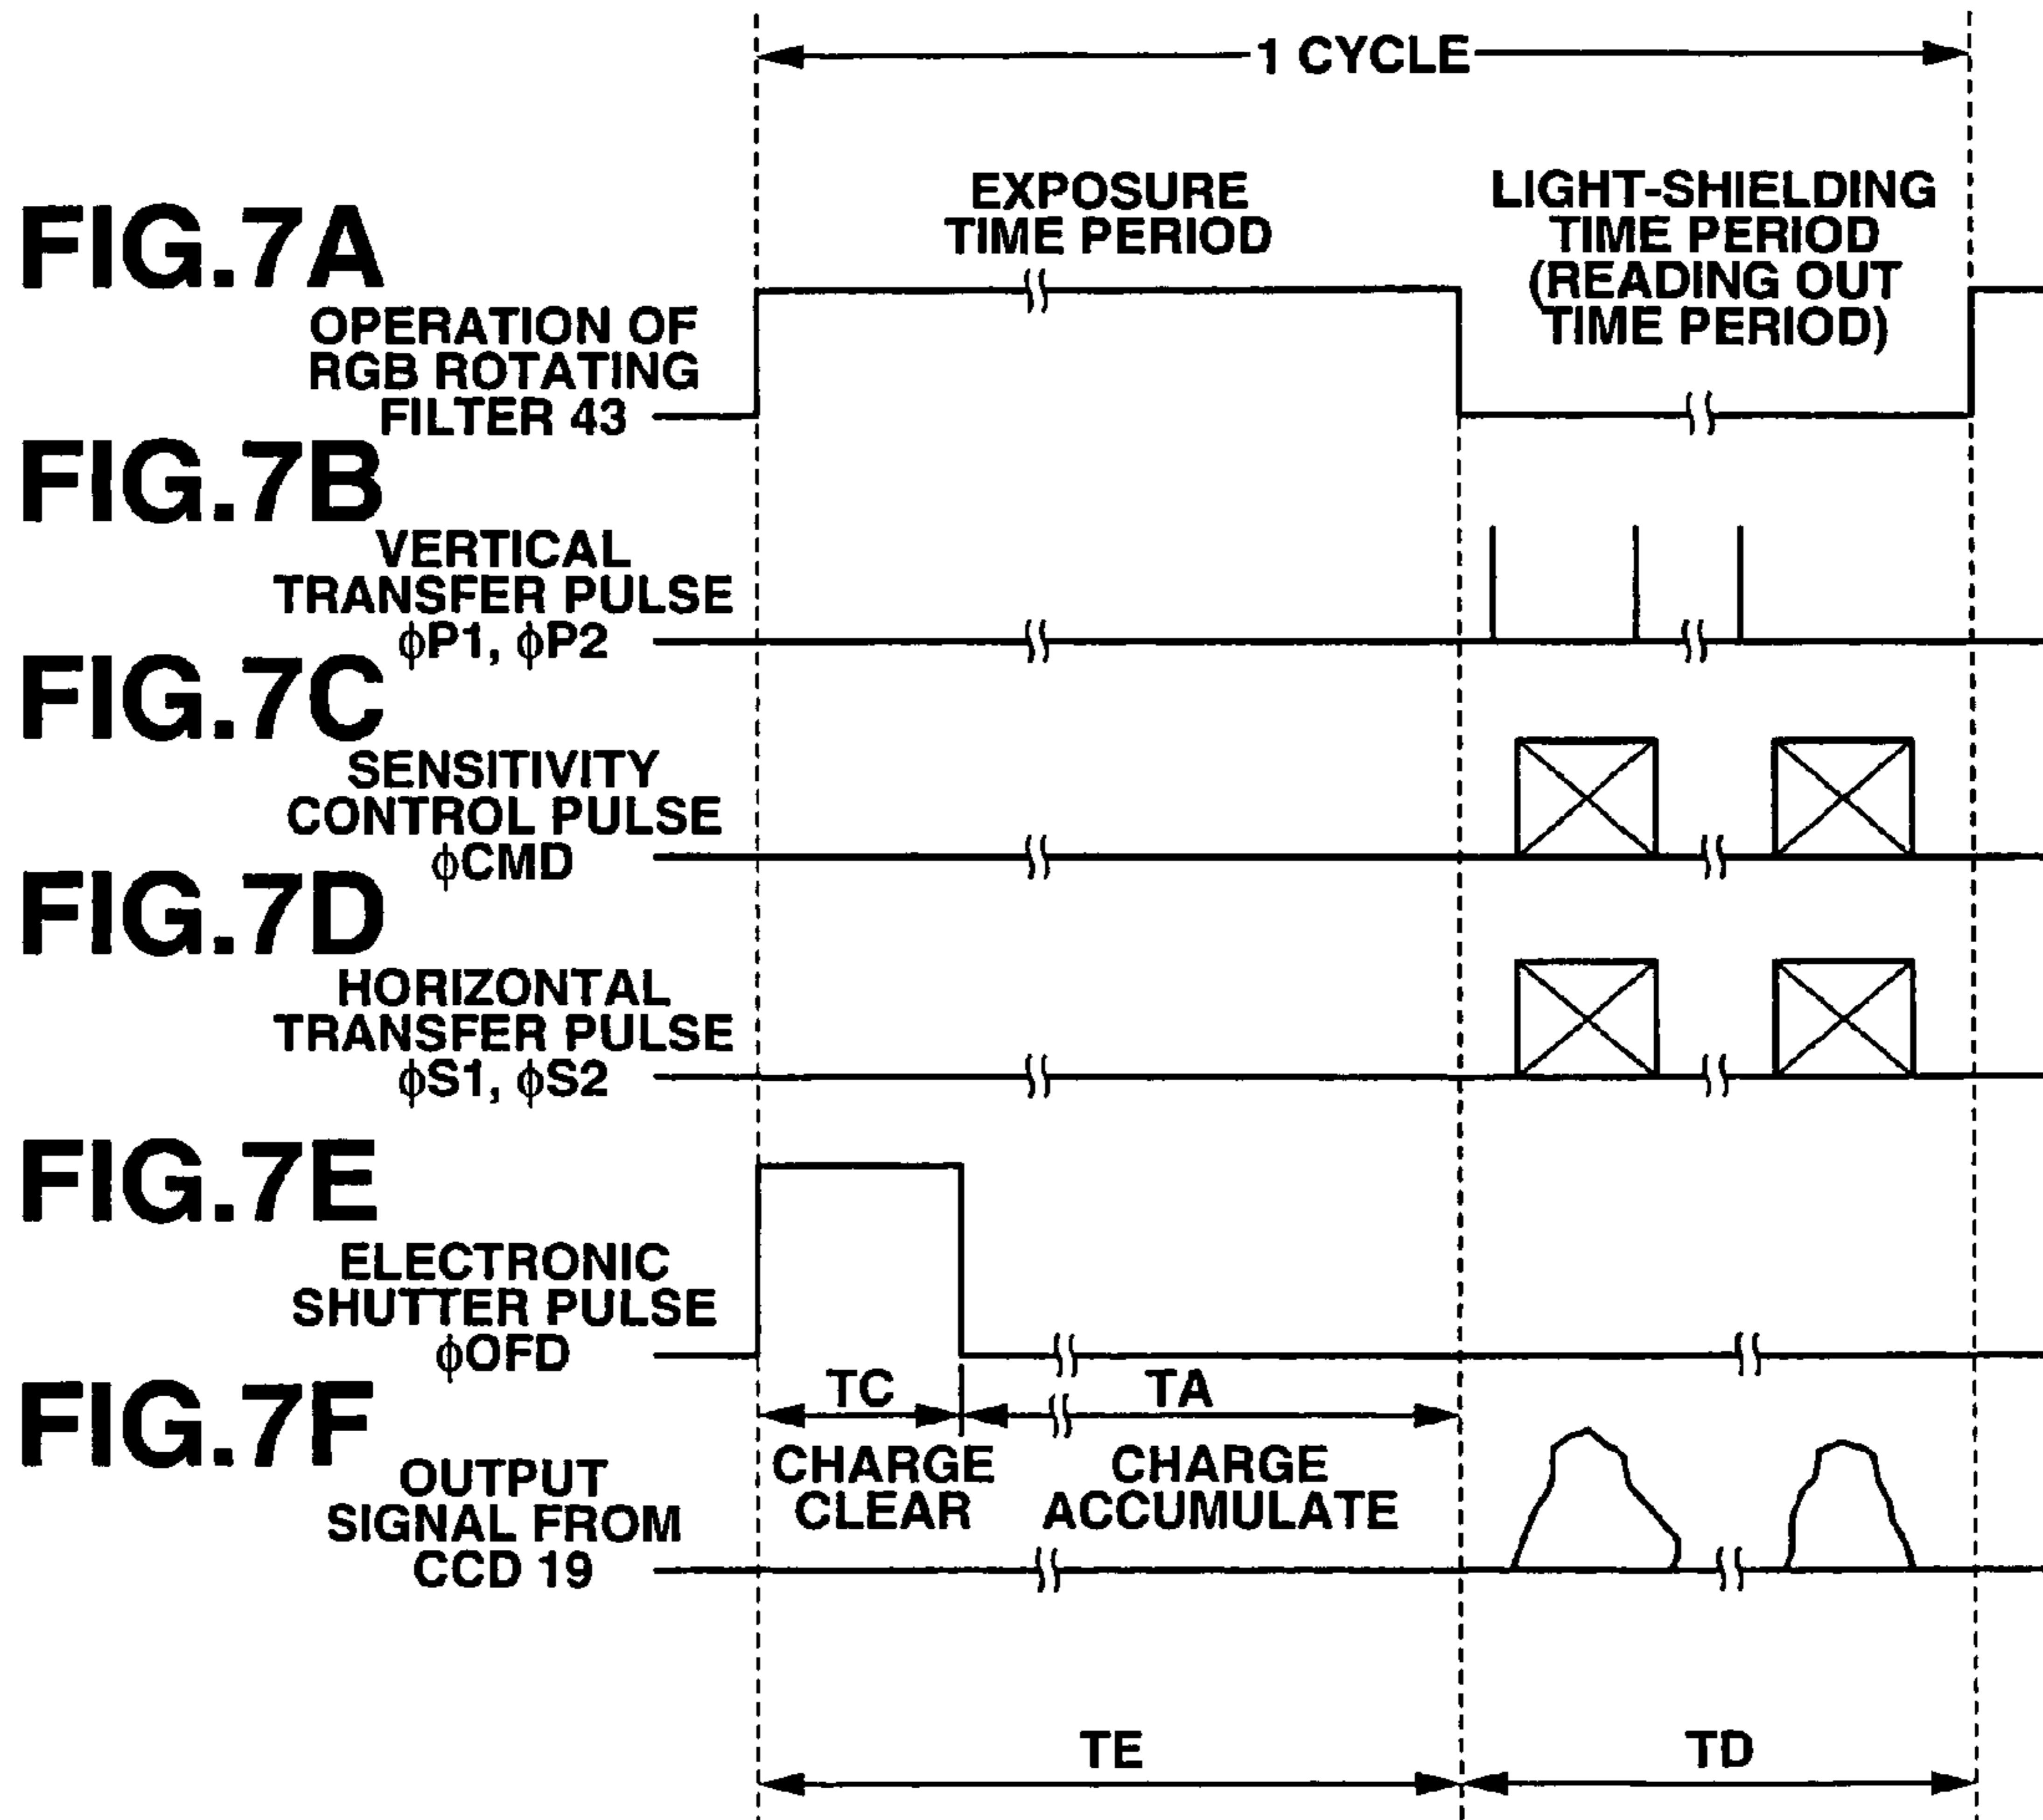 1 CYCLE
EXPOSURE
TIME PERIOD
LIGHT-SHIELDING
TIME PERIOD
(READING OUT
TIME PERIOD)
FIG.7A
OPERATION OF
RGB ROTATING
FILTER 43
FIG.7B
VERTICAL
TRANSFER PULSE
ϕP1, ϕP2
FIG.7C
SENSITIVITY
CONTROL PULSE
ϕCMD
FIG.7D
HORIZONTAL
TRANSFER PULSE
ϕS1, ϕS2
FIG.7E
ELECTRONIC
SHUTTER PULSE
ϕOFD
TC
TA
CHARGE
CLEAR
CHARGE
ACCUMULATE
FIG.7F
OUTPUT
SIGNAL FROM
CCD 19
TE
TD